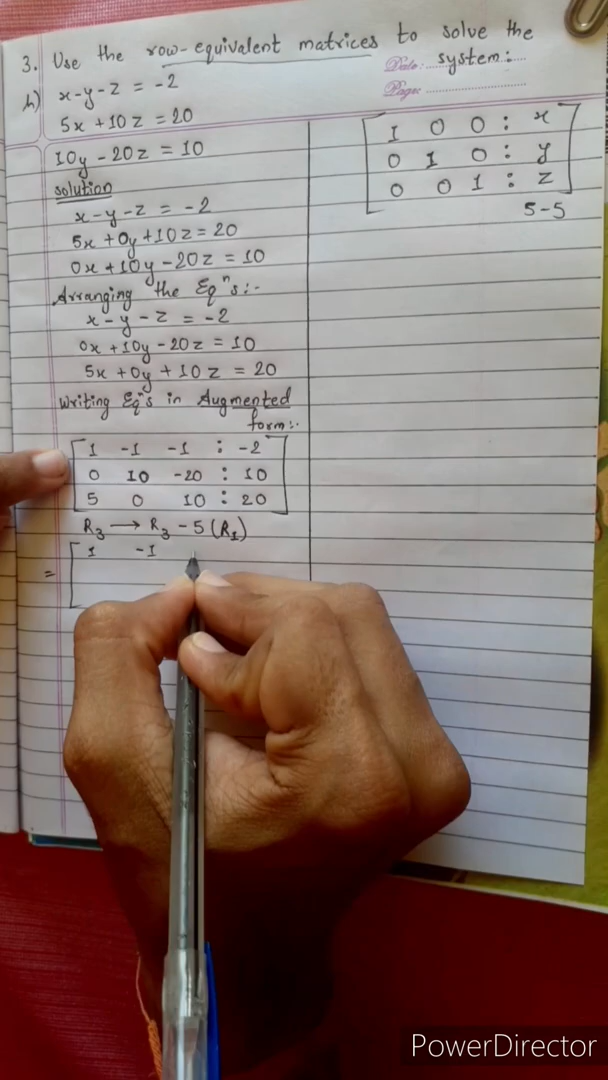 3. Use the row-equivalent matrices to solve the
system:
Date:
Page:
h) x-y-z = -2
5x + 10z = 20
10y - 20z = 10
solution
x-y-z = -2
5x + 0y + 10z = 20
0x + 10y - 20z = 10
Arranging the Eqⁿs:-
x - y - z = -2
0x + 10y - 20z = 10
5x + 0y + 10z = 20
Writing Eqⁿs in Augmented
form:-
1 -1 -1 : -2
0 10 -20 : 10
5 0 10 : 20
R₃ → R₃ - 5(R₁)
= 1 -1
1 0 0 : x
0 1 0 : y
0 0 1 : z
5-5
PowerDirector